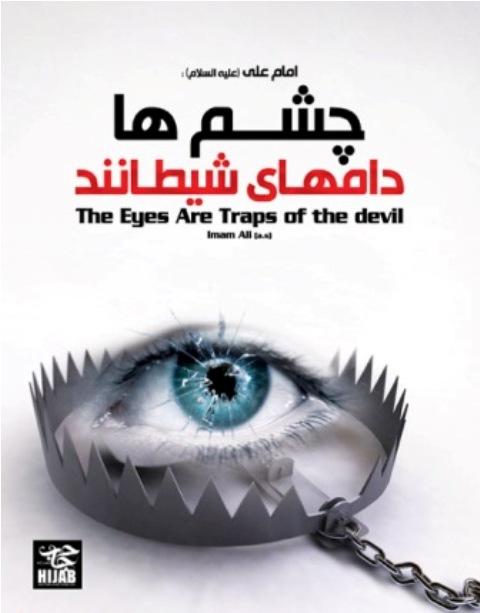 امام علی (علیه السلام) :
چشم ها
دامهای شیطانند
The Eyes Are Traps of the devil
Imam Ali (a.s)
حجاب
HIJAB